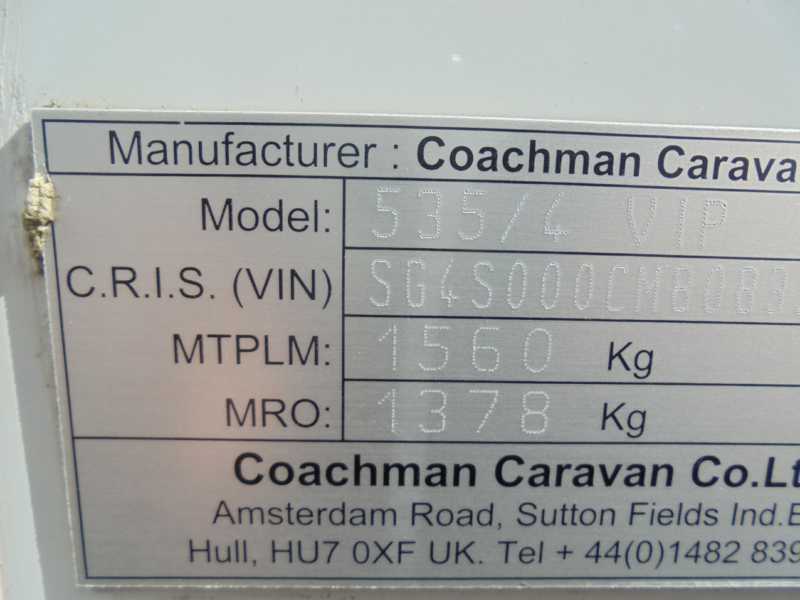 Manufacturer : Coachman Carava
Model: 535/4 VIP
C.R.I.S. (VIN)
MTPLM: 1560 Kg
MRO: 1378 Kg
Coachman Caravan Co.Lt
Amsterdam Road, Sutton Fields Ind.E
Hull, HU7 0XF UK. Tel + 44(0)1482 839